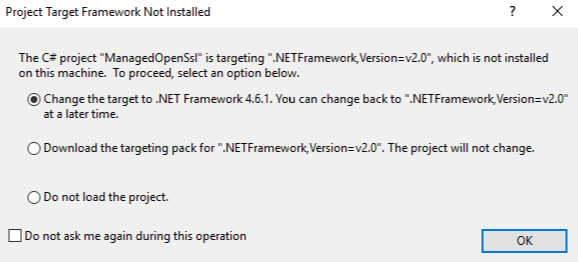 Project Target Framework Not Installed
The C# project "ManagedOpenSsl" is targeting ".NETFramework,Version=v2.0", which is not installed
on this machine. To proceed, select an option below.
Change the target to .NET Framework 4.6.1. You can change back to ".NETFramework,Version=v2.0"
at a later time.
Download the targeting pack for ".NETFramework,Version=v2.0". The project will not change.
Do not load the project.
Do not ask me again during this operation
OK